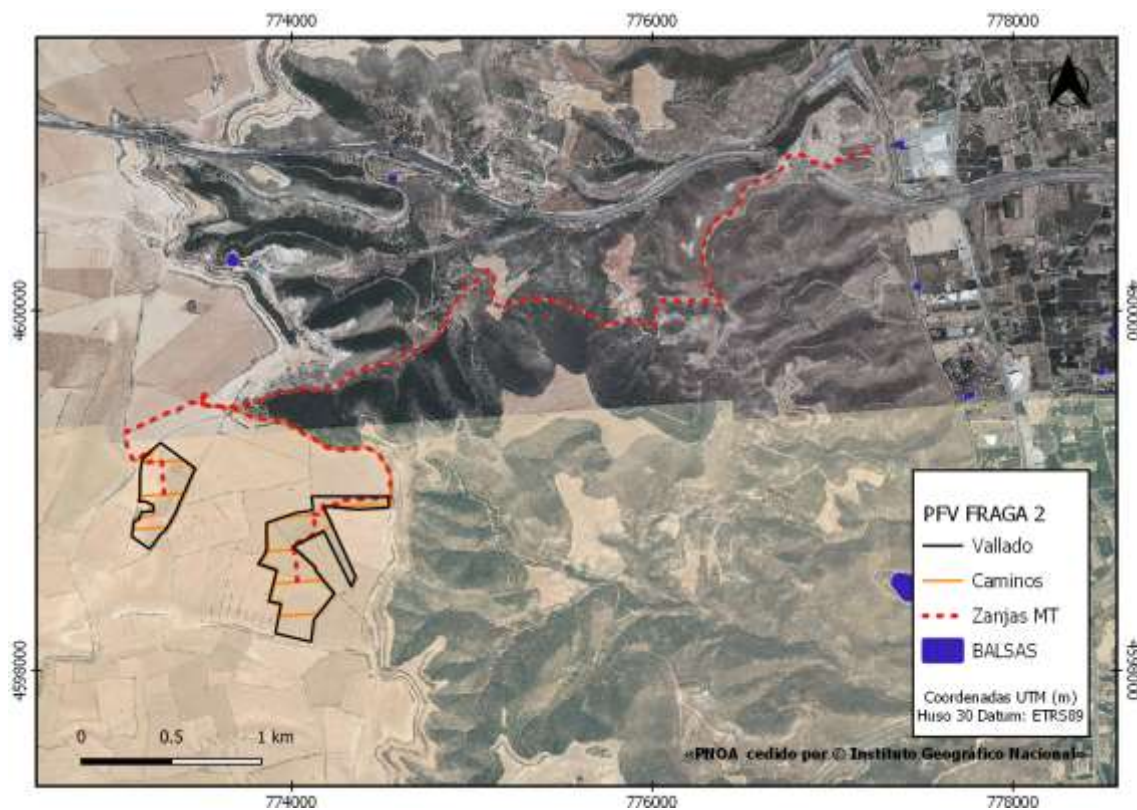 774000 776000 778000
4600000 4600000
4598000 4598000
PFV FRAGA 2
Vallado
Caminos
Zanjas MT
BALSAS
Coordenadas UTM (m)
Huso 30 Datum: ETRS89
0 0.5 1 km
«PNOA cedido por © Instituto Geográfico Nacional»
774000 776000 778000